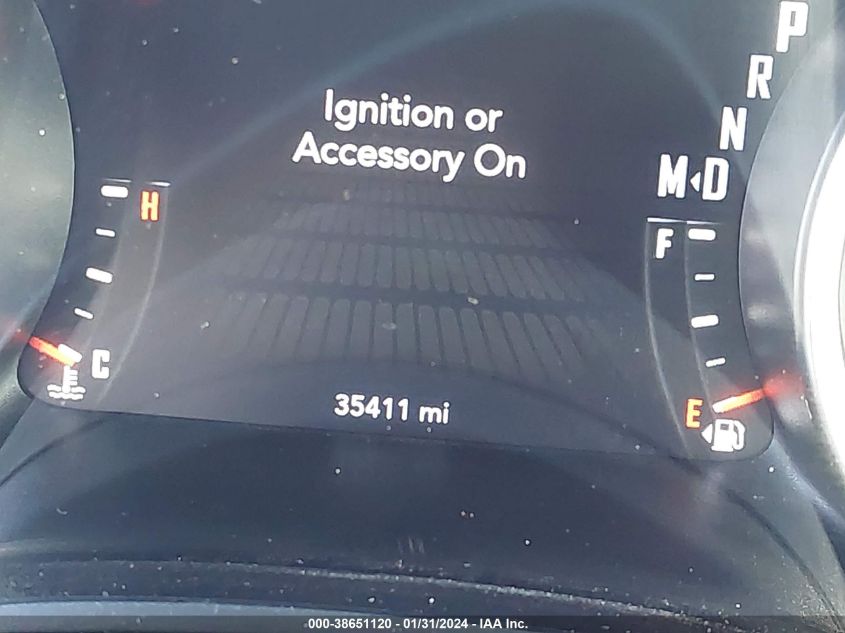 P
R
N
Ignition or
Accessory On
M◂D
H
F
C
35411 mi
E
000-38651120 - 01/31/2024 - IAA Inc.